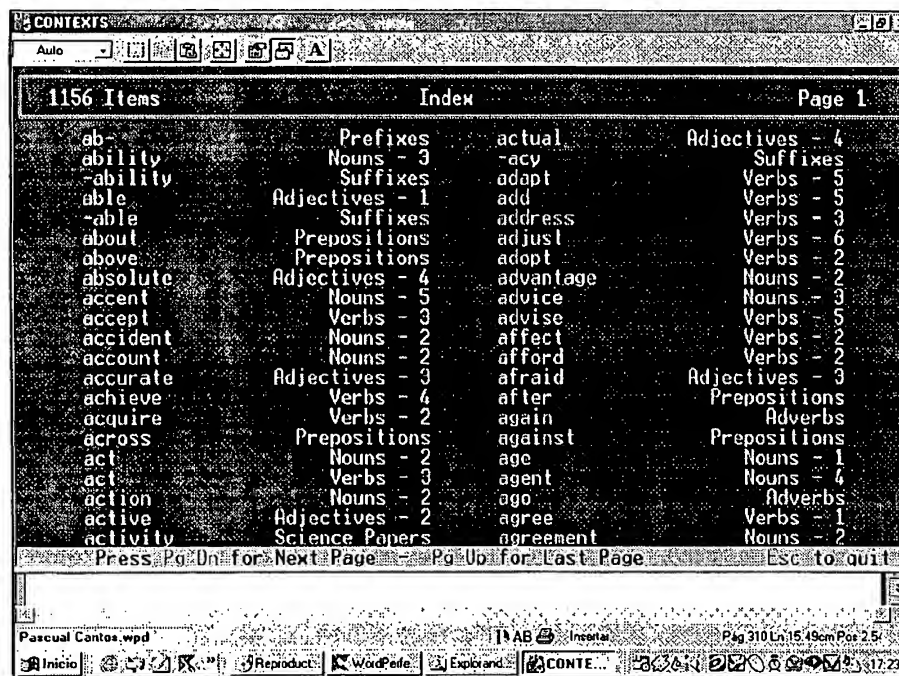 CONTEXTS
Auto A
1156 Items Index Page 1
ab- Prefixes actual Adjectives - 4
ability Nouns - 3 -acy Suffixes
-ability Suffixes adapt Verbs - 5
able Adjectives - 1 add Verbs - 5
-able Suffixes address Verbs - 3
about Prepositions adjust Verbs - 6
above Prepositions adopt Verbs - 2
absolute Adjectives - 4 advantage Nouns - 2
accent Nouns - 5 advice Nouns - 3
accept Verbs - 3 advise Verbs - 5
accident Nouns - 2 affect Verbs - 2
account Nouns - 2 afford Verbs - 2
accurate Adjectives - 3 afraid Adjectives - 3
achieve Verbs - 4 after Prepositions
acquire Verbs - 2 again Adverbs
across Prepositions against Prepositions
act Nouns - 2 age Nouns - 1
act Verbs - 3 agent Nouns - 4
action Nouns - 2 ago Adverbs
active Adjectives - 2 agree Verbs - 1
activity Science Papers agreement Nouns - 2
Press Pg Dn for Next Page - Pg Up for Last Page Esc to quit
Pascual Cantos.wpd AB Insertar Pág 310 Ln 15.49cm Pos 2.5
Inicio » Reproduct WordPerfe Explorand CONTE... 17:23